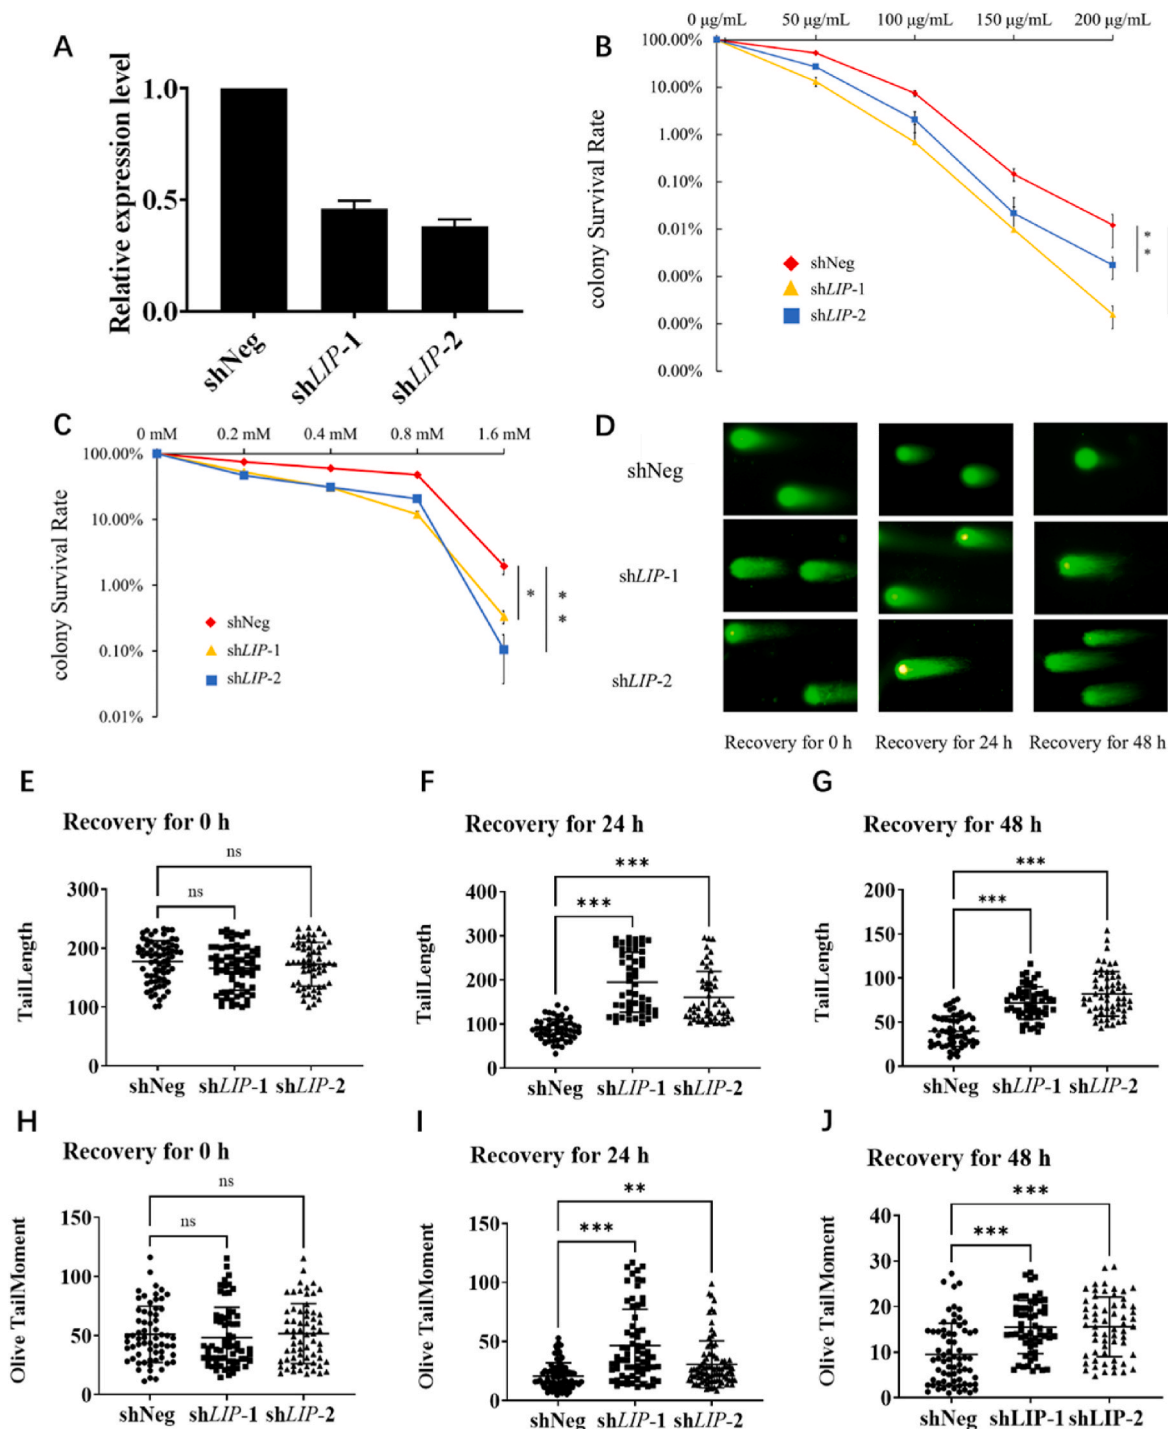 A
Relative expression level
1.0
0.5
0.0
shNeg
shLIP-1
shLIP-2
B
0 μg/mL 50 μg/mL 100 μg/mL 150 μg/mL 200 μg/mL
colony Survival Rate
100.00%
10.00%
1.00%
0.10%
0.01%
0.00%
0.00%
0.00%
shNeg
shLIP-1
shLIP-2
**
C
0 mM 0.2 mM 0.4 mM 0.8 mM 1.6 mM
colony Survival Rate
100.00%
10.00%
1.00%
0.10%
0.01%
shNeg
shLIP-1
shLIP-2
*
**
D
shNeg
shLIP-1
shLIP-2
Recovery for 0 h Recovery for 24 h Recovery for 48 h
E
Recovery for 0 h
ns
ns
TailLength
300
200
100
0
shNeg shLIP-1 shLIP-2
F
Recovery for 24 h
***
***
TailLength
400
300
200
100
0
shNeg shLIP-1 shLIP-2
G
Recovery for 48 h
***
***
TailLength
200
150
100
50
0
shNeg shLIP-1 shLIP-2
H
Recovery for 0 h
ns
ns
Olive TailMoment
150
100
50
0
shNeg shLIP-1 shLIP-2
I
Recovery for 24 h
**
***
Olive TailMoment
150
100
50
0
shNeg shLIP-1 shLIP-2
J
Recovery for 48 h
***
***
Olive TailMoment
40
30
20
10
0
shNeg shLIP-1 shLIP-2